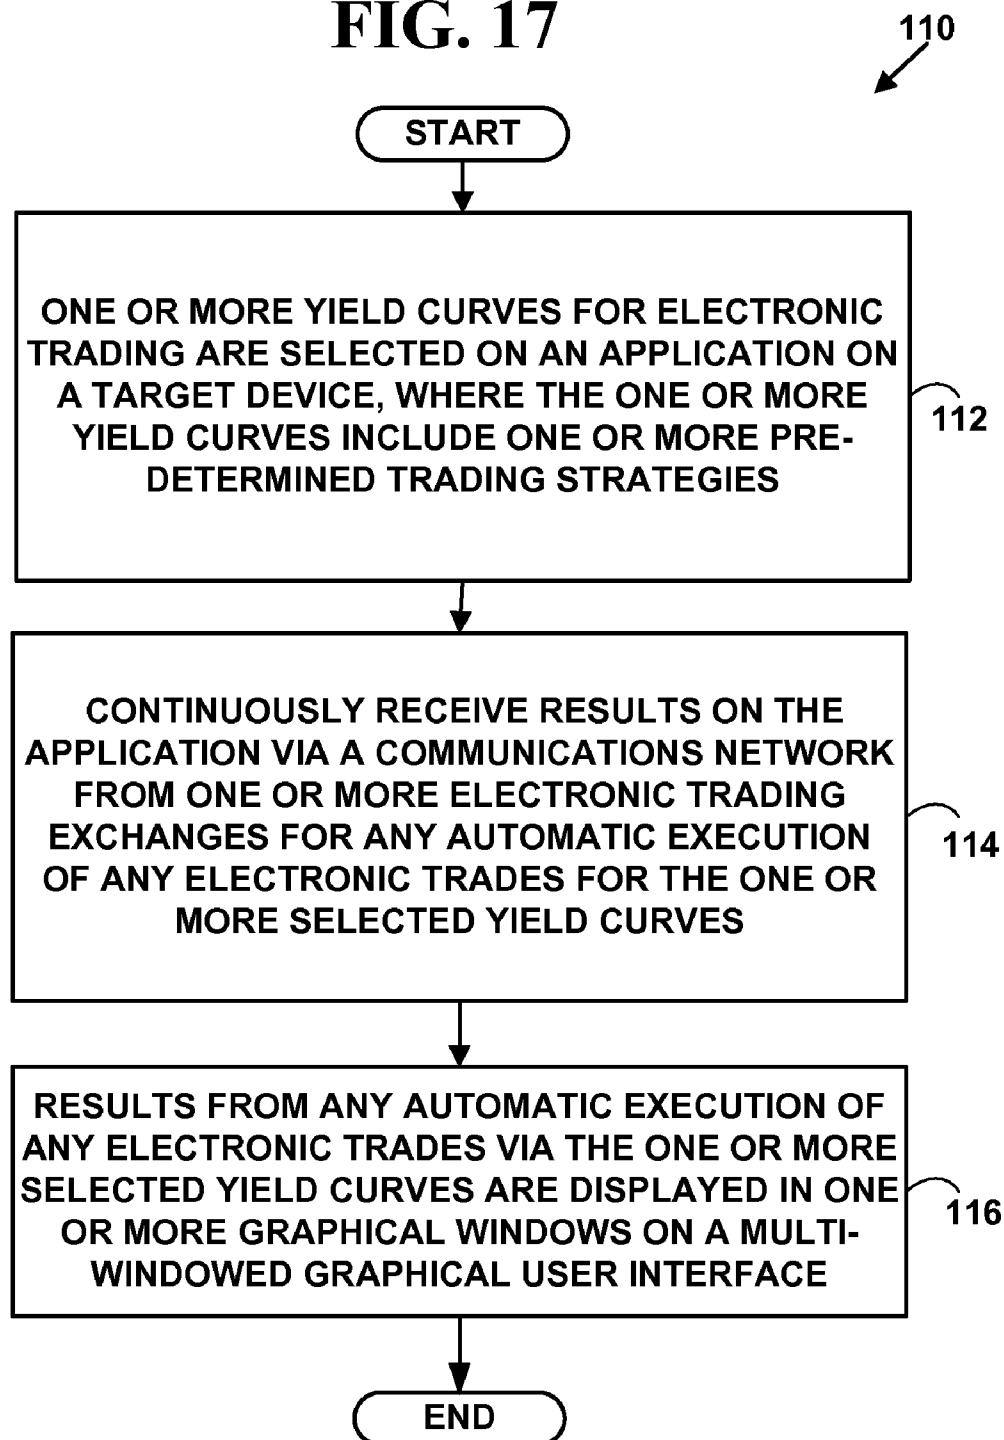 FIG. 17
110
START
ONE OR MORE YIELD CURVES FOR ELECTRONIC
TRADING ARE SELECTED ON AN APPLICATION ON
A TARGET DEVICE, WHERE THE ONE OR MORE
YIELD CURVES INCLUDE ONE OR MORE PRE-
DETERMINED TRADING STRATEGIES
112
CONTINUOUSLY RECEIVE RESULTS ON THE
APPLICATION VIA A COMMUNICATIONS NETWORK
FROM ONE OR MORE ELECTRONIC TRADING
EXCHANGES FOR ANY AUTOMATIC EXECUTION
OF ANY ELECTRONIC TRADES FOR THE ONE OR
MORE SELECTED YIELD CURVES
114
RESULTS FROM ANY AUTOMATIC EXECUTION OF
ANY ELECTRONIC TRADES VIA THE ONE OR MORE
SELECTED YIELD CURVES ARE DISPLAYED IN ONE
OR MORE GRAPHICAL WINDOWS ON A MULTI-
WINDOWED GRAPHICAL USER INTERFACE
116
END